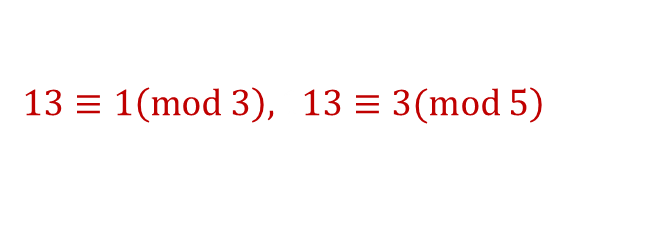 13 ≡ 1(mod 3), 13 ≡ 3(mod 5)